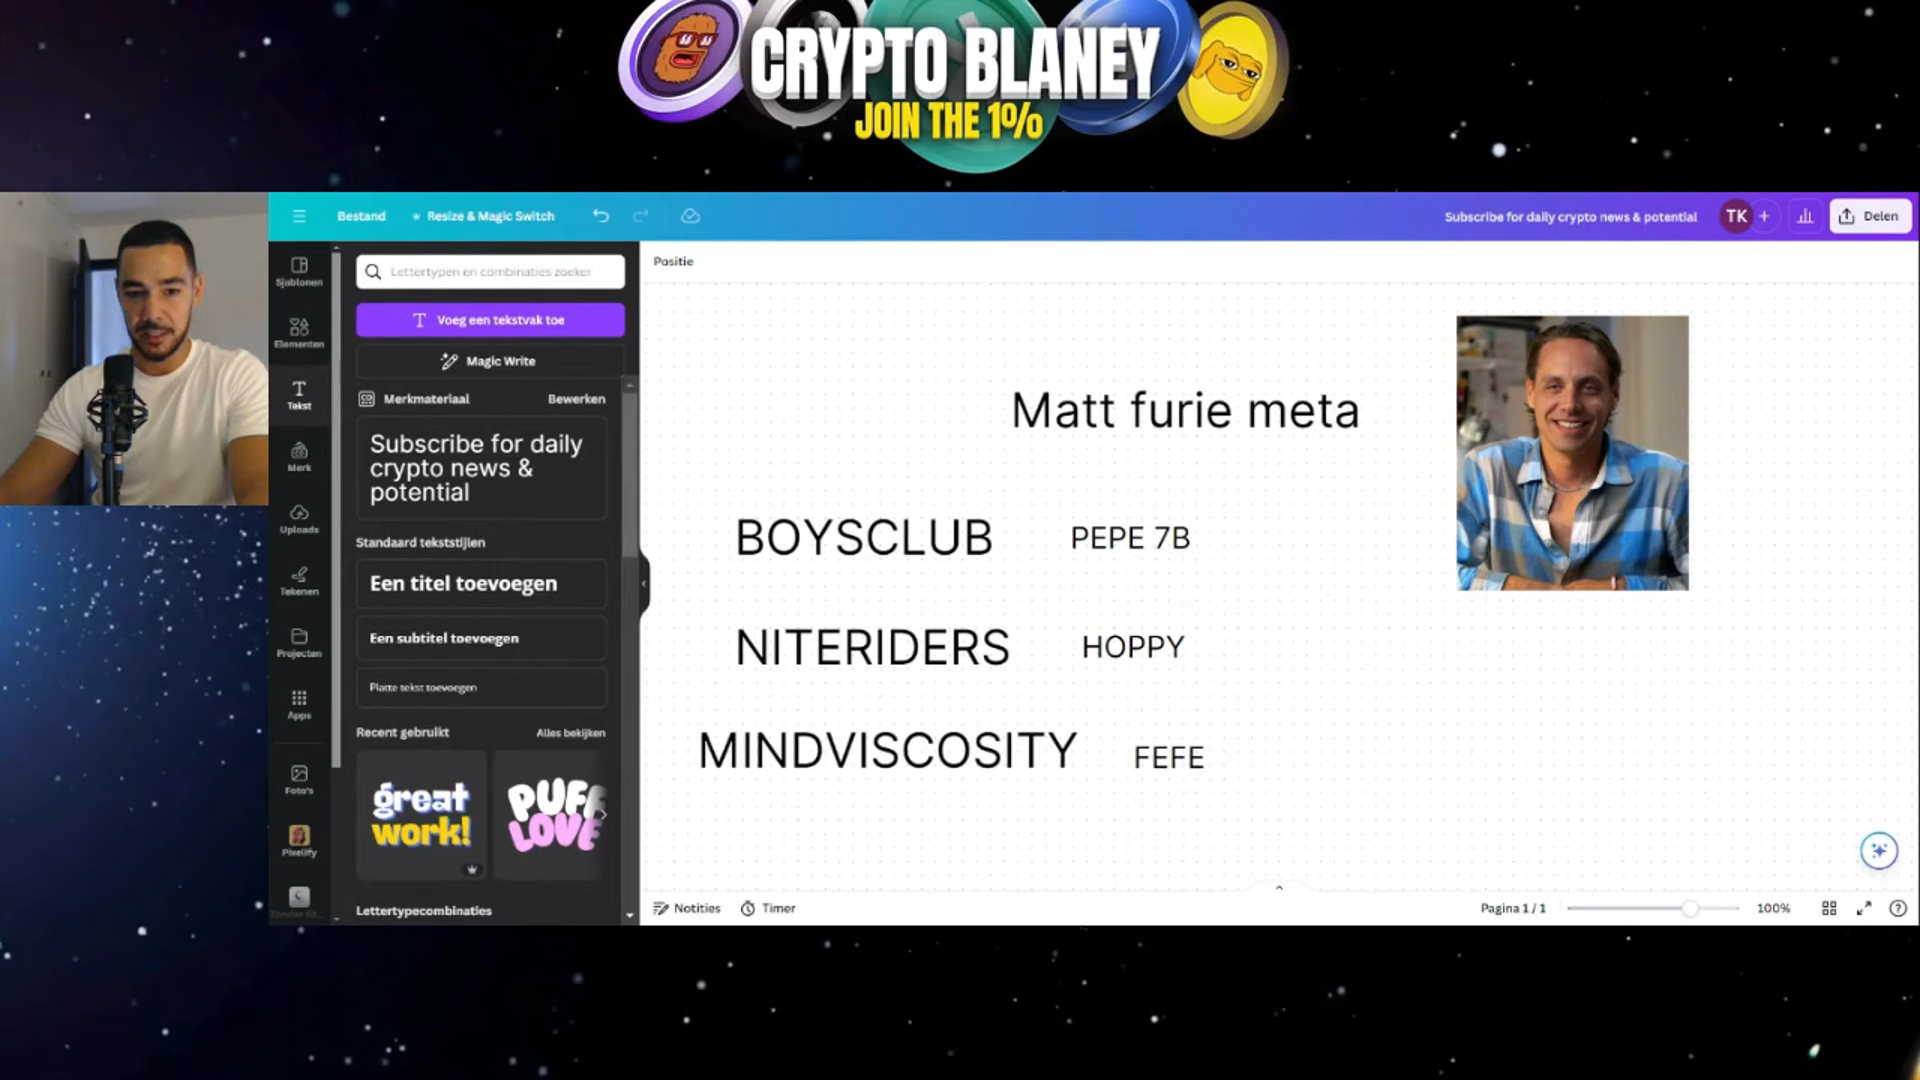 CRYPTO BLANEY
JOIN THE 1%
Bestand
Resize & Magic Switch
Subscribe for daily crypto news & potential
TK
+
Delen
Sjablonen
Elementen
Tekst
Merk
Uploads
Tekenen
Projecten
Apps
Foto's
Pixelify
Lettertypen en combinaties zoeker
T Voeg een tekstvak toe
Magic Write
Merkmateriaal
Bewerken
Subscribe for daily
crypto news &
potential
Standaard tekststijlen
Een titel toevoegen
Een subtitel toevoegen
Platte tekst toevoegen
Recent gebruikt
Alles bekijken
great
work!
PUFF
LOVE
Lettertypecombinaties
Positie
Matt furie meta
BOYSCLUB PEPE 7B
NITERIDERS HOPPY
MINDVISCOSITY FEFE
Notities
Timer
Pagina 1 / 1
100%